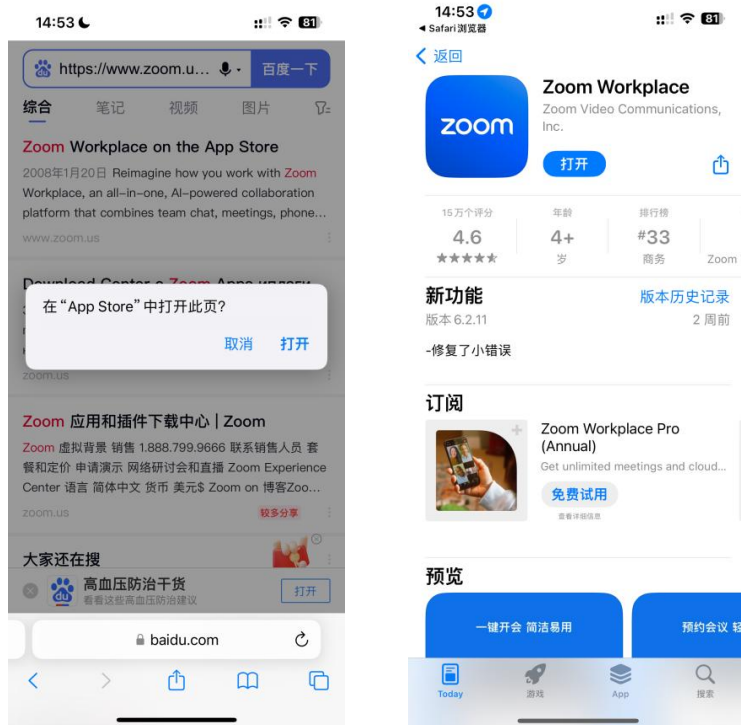 14:53
81
https://www.zoom.u...
百度一下
综合 笔记 视频 图片
Zoom Workplace on the App Store
2008年1月20日 Reimagine how you work with Zoom
Workplace, an all-in-one, AI-powered collaboration
platform that combines team chat, meetings, phone...
www.zoom.us
在“App Store”中打开此页?
取消 打开
zoom.us
Zoom 应用和插件下载中心 | Zoom
Zoom 虚拟背景 销售 1.888.799.9666 联系销售人员 套
餐和定价 申请演示 网络研讨会和直播 Zoom Experience
Center 语言 简体中文 货币 美元$ Zoom on 博客Zoo...
zoom.us
较多分享
大家还在搜
du
高血压防治干货
看看这些高血压防治建议
打开
baidu.com
14:53
81
Safari浏览器
返回
zoom
Zoom Workplace
Zoom Video Communications,
Inc.
打开
15万个评分 年龄 排行榜
4.6 4+ #33
岁 商务 Zoom
新功能 版本历史记录
版本 6.2.11 2 周前
-修复了小错误
订阅
Zoom Workplace Pro
(Annual)
Get unlimited meetings and cloud...
免费试用
查看详细信息
预览
一键开会 简洁易用
预约会议 轻
Today 游戏 App 搜索